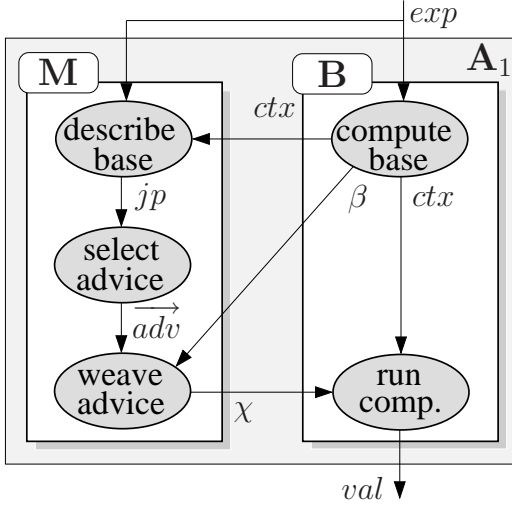 exp
M
B
A₁
describe
base
ctx
compute
base
jp
β
ctx
select
advice
adv
weave
advice
χ
run
comp.
val